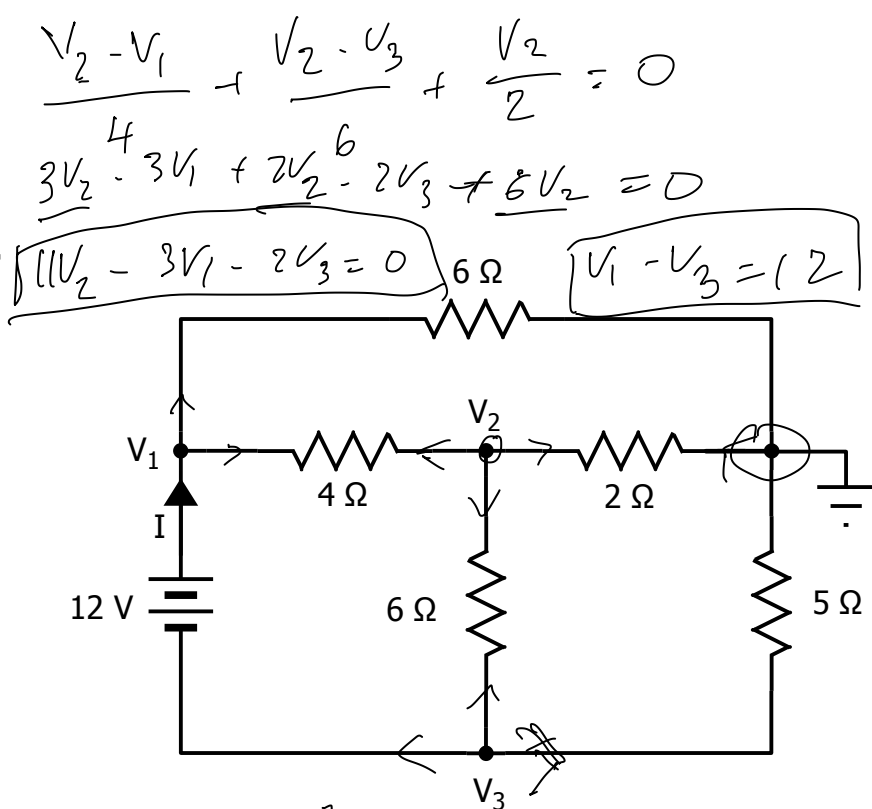 V₂ - V₁ / 4 + V₂ - V₃ / 6 + V₂ / 2 = 0
3V₂ - 3V₁ + 2V₂ - 2V₃ + 6V₂ = 0
11V₂ - 3V₁ - 2V₃ = 0
V₁ - V₃ = 12
6 Ω
V₂
V₁
4 Ω
2 Ω
I
12 V
6 Ω
5 Ω
V₃